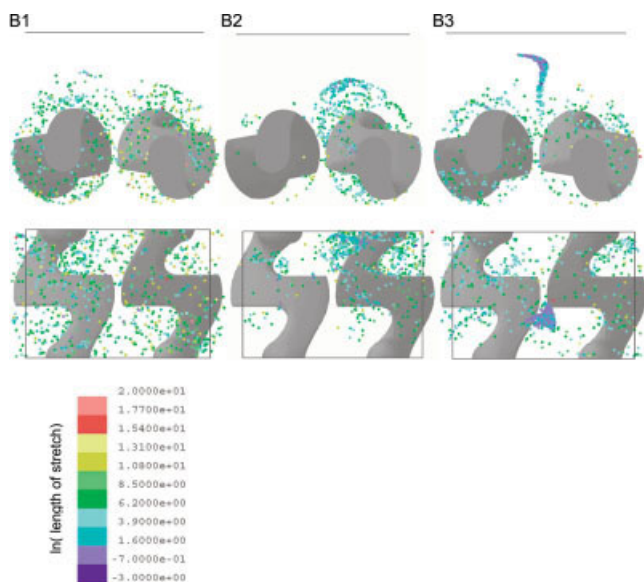 B1 B2 B3
2.0000e+01
1.7700e+01
1.5400e+01
1.3100e+01
1.0800e+01
8.5000e+00
6.2000e+00
3.9000e+00
1.6000e+00
-7.0000e-01
-3.0000e+00
ln( length of stretch)